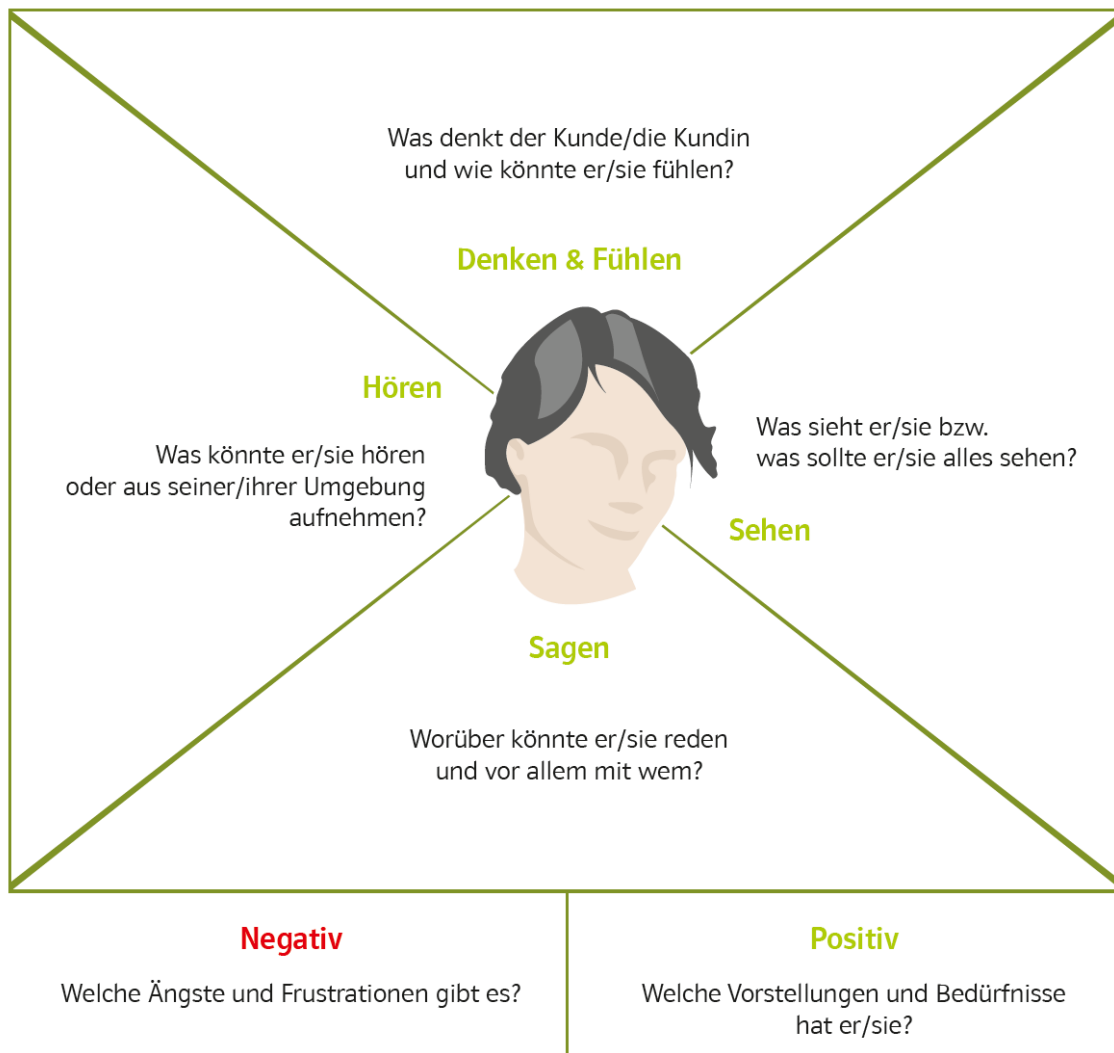 Was denkt der Kunde/die Kundin
und wie könnte er/sie fühlen?
Denken & Fühlen
Hören
Was könnte er/sie hören
oder aus seiner/ihrer Umgebung
aufnehmen?
Was sieht er/sie bzw.
was sollte er/sie alles sehen?
Sehen
Sagen
Worüber könnte er/sie reden
und vor allem mit wem?
Negativ
Welche Ängste und Frustrationen gibt es?
Positiv
Welche Vorstellungen und Bedürfnisse
hat er/sie?